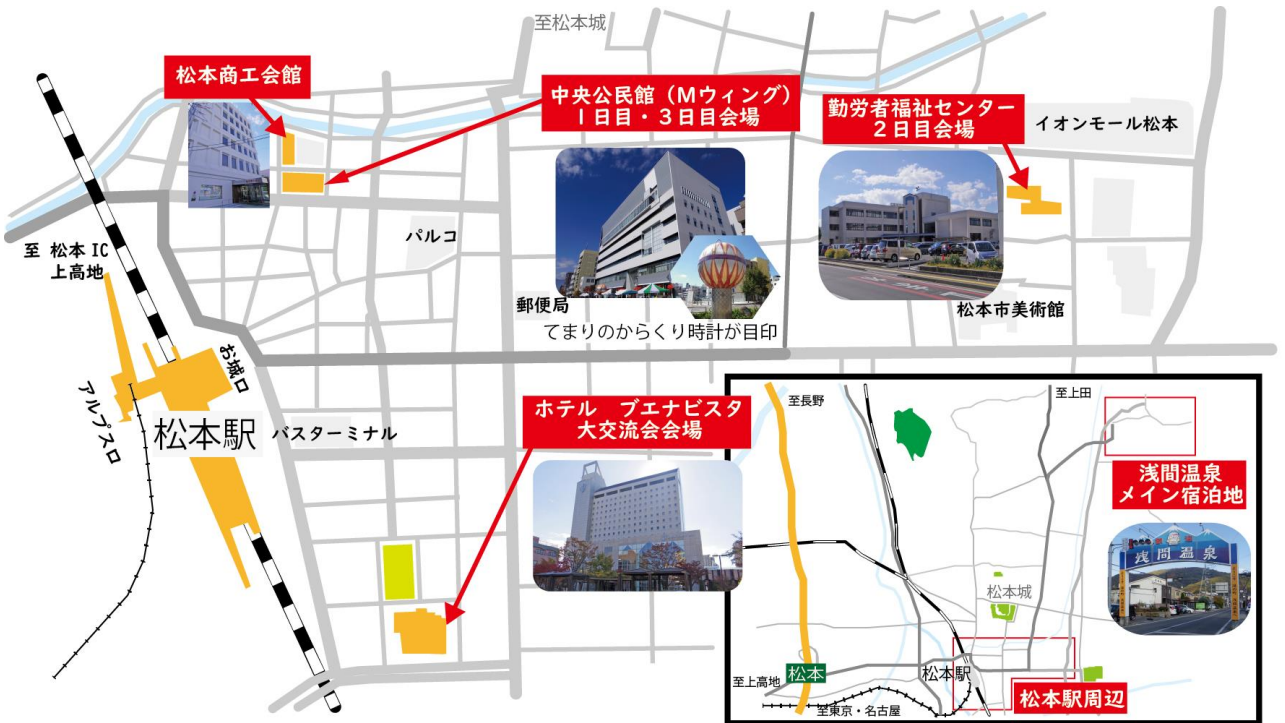 至松本城
松本商工会館
中央公民館（Mウィング）
1日目・3日目会場
勤労者福祉センター
2日目会場
イオンモール松本
至 松本 IC
上高地
パルコ
郵便局
てまりのからくり時計が目印
松本市美術館
お城口
アルプス口
松本駅
バスターミナル
ホテル ブエナビスタ
大交流会会場
至長野
至上田
浅間温泉
メイン宿泊地
浅間温泉
松本城
至上高地
松本
松本駅
松本駅周辺
至東京・名古屋